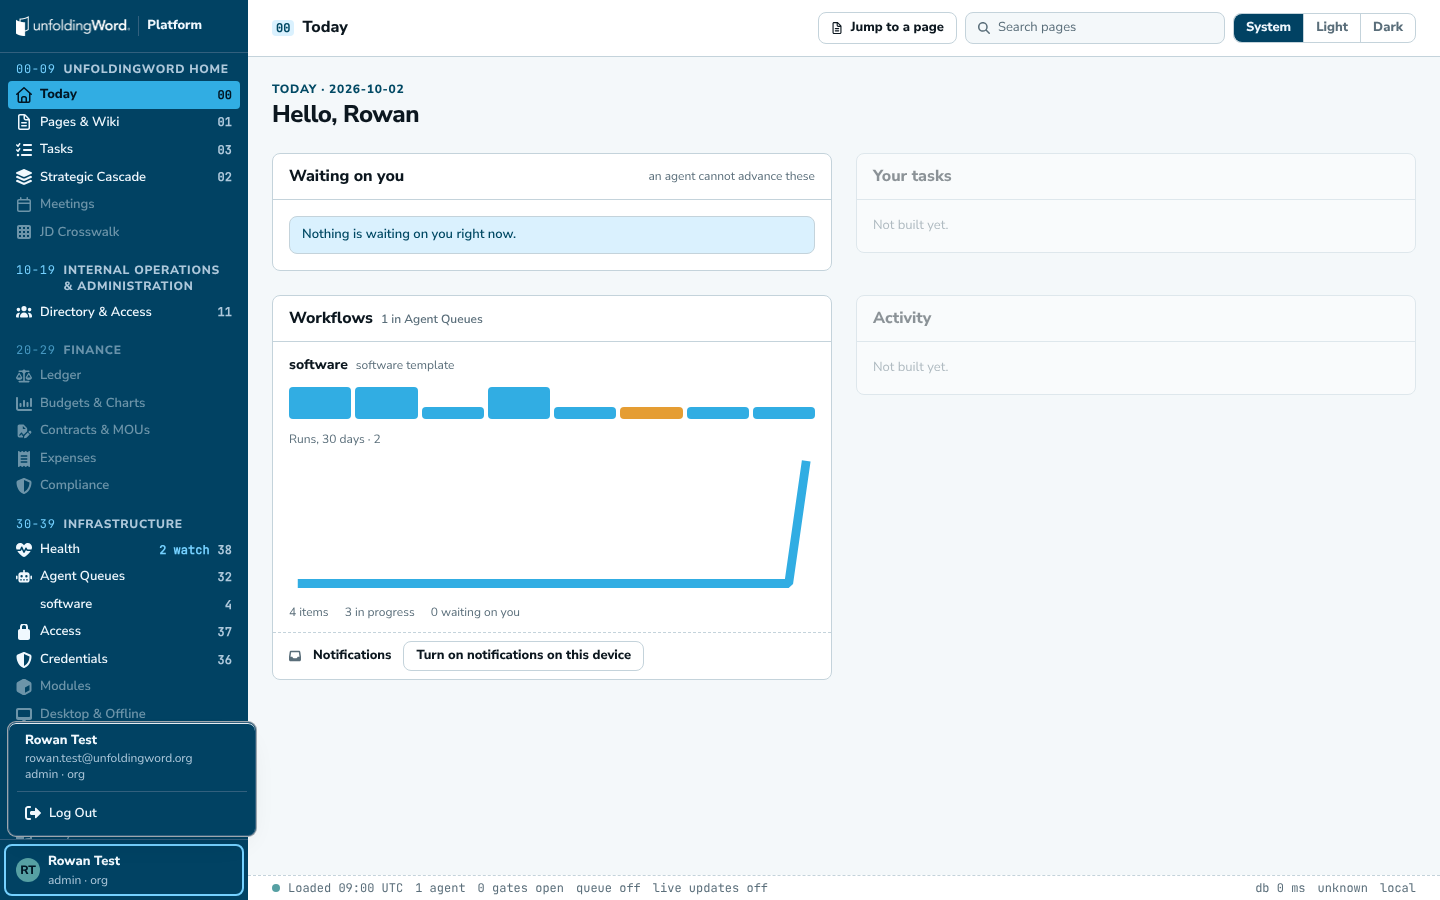 unfoldingWord
Platform
00-09 UNFOLDINGWORD HOME
Today 00
Pages & Wiki 01
Tasks 03
Strategic Cascade 02
Meetings
JD Crosswalk
10-19 INTERNAL OPERATIONS
& ADMINISTRATION
Directory & Access 11
20-29 FINANCE
Ledger
Budgets & Charts
Contracts & MOUs
Expenses
Compliance
30-39 INFRASTRUCTURE
Health 2 watch 38
Agent Queues 32
software 4
Access 37
Credentials 36
Modules
Desktop & Offline
Rowan Test
rowan.test@unfoldingword.org
admin · org
Log Out
RT
Rowan Test
admin · org
00 Today
Jump to a page
Search pages
System Light Dark
TODAY · 2026-10-02
Hello, Rowan
Waiting on you
an agent cannot advance these
Nothing is waiting on you right now.
Your tasks
Not built yet.
Workflows 1 in Agent Queues
software software template
Runs, 30 days · 2
4 items 3 in progress 0 waiting on you
Notifications Turn on notifications on this device
Activity
Not built yet.
Loaded 09:00 UTC 1 agent 0 gates open queue off live updates off
db 0 ms unknown local